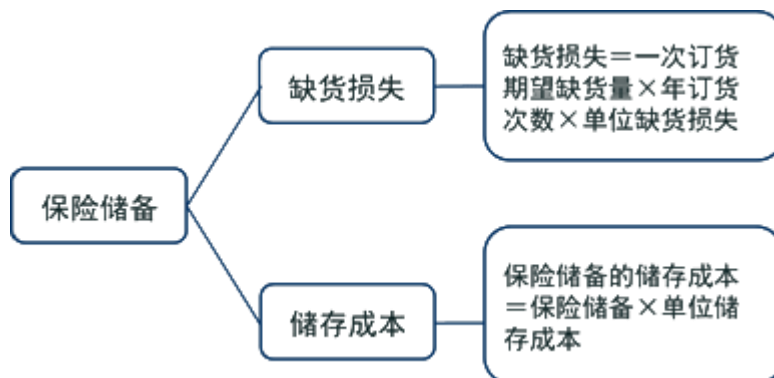 保险储备
缺货损失
缺货损失＝一次订货
期望缺货量×年订货
次数×单位缺货损失
储存成本
保险储备的储存成本
＝保险储备×单位储
存成本